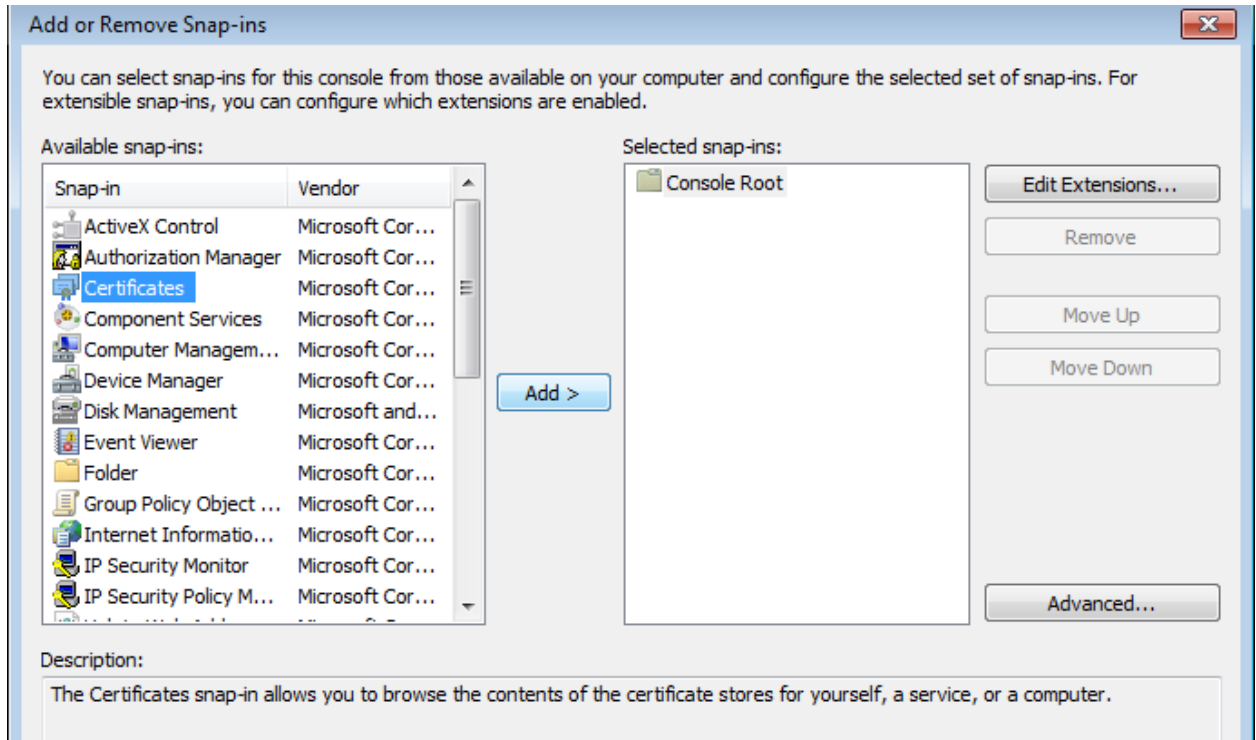 Add or Remove Snap-ins
You can select snap-ins for this console from those available on your computer and configure the selected set of snap-ins. For
extensible snap-ins, you can configure which extensions are enabled.
Available snap-ins:
Snap-in Vendor
ActiveX Control Microsoft Cor...
Authorization Manager Microsoft Cor...
Certificates Microsoft Cor...
Component Services Microsoft Cor...
Computer Managem... Microsoft Cor...
Device Manager Microsoft Cor...
Disk Management Microsoft and...
Event Viewer Microsoft Cor...
Folder Microsoft Cor...
Group Policy Object ... Microsoft Cor...
Internet Informatio... Microsoft Cor...
IP Security Monitor Microsoft Cor...
IP Security Policy M... Microsoft Cor...
Add >
Selected snap-ins:
Console Root
Edit Extensions...
Remove
Move Up
Move Down
Advanced...
Description:
The Certificates snap-in allows you to browse the contents of the certificate stores for yourself, a service, or a computer.